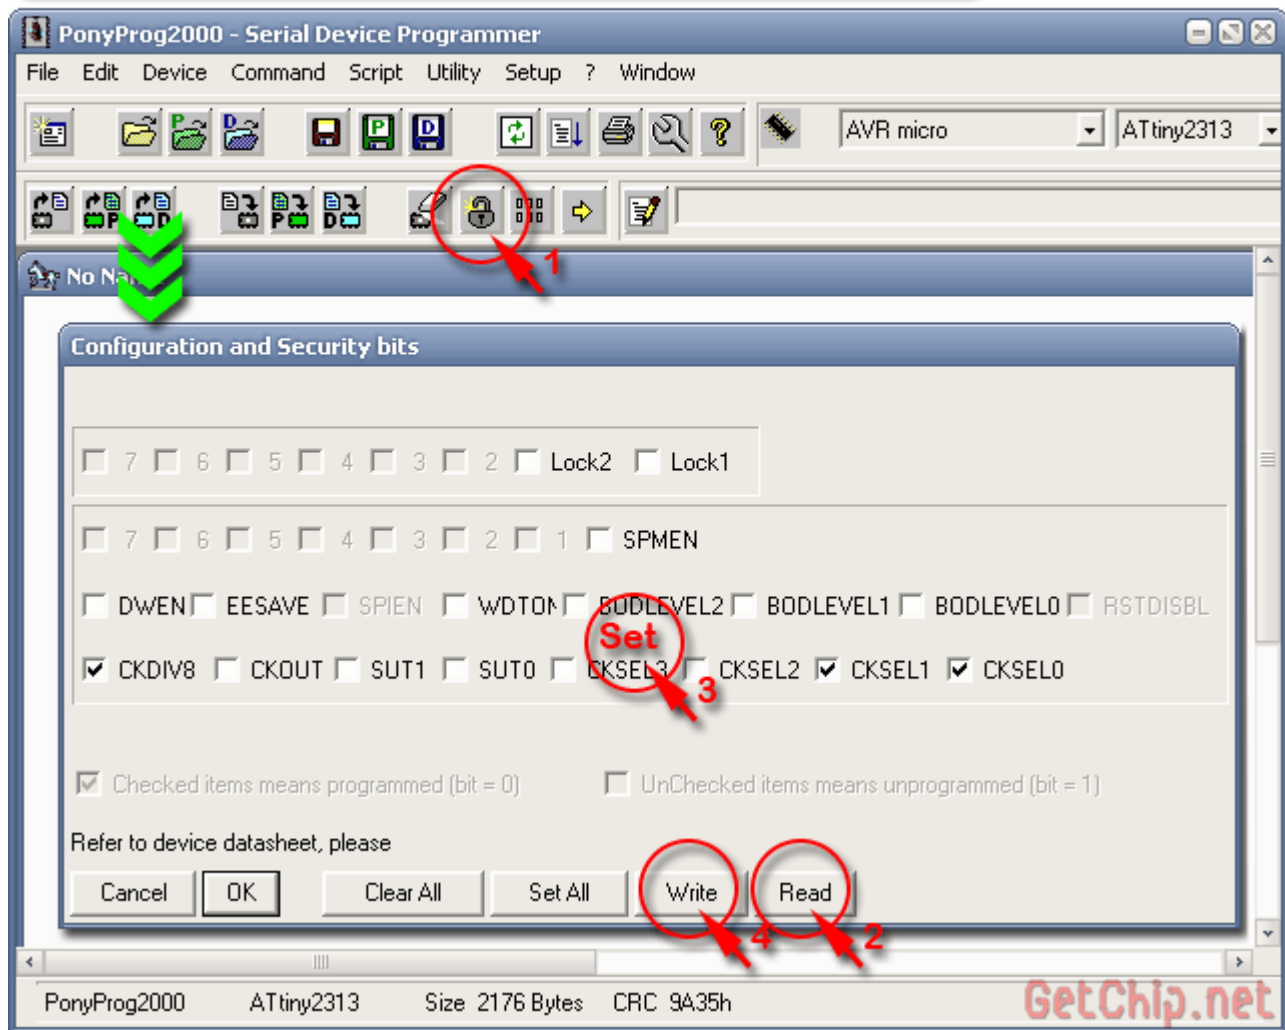 PonyProg2000 - Serial Device Programmer
File Edit Device Command Script Utility Setup ? Window
AVR micro ATtiny2313
1
No Na
Configuration and Security bits
7 6 5 4 3 2 Lock2 Lock1
7 6 5 4 3 2 1 SPMEN
DWEN EESAVE SPIEN WDTON BODLEVEL2 BODLEVEL1 BODLEVEL0 RSTDISBL
Set
CKDIV8 CKOUT SUT1 SUT0 CKSEL3 CKSEL2 CKSEL1 CKSEL0
3
Checked items means programmed (bit = 0) UnChecked items means unprogrammed (bit = 1)
Refer to device datasheet, please
Cancel OK Clear All Set All Write Read
4 2
PonyProg2000 ATtiny2313 Size 2176 Bytes CRC 9A35h
GetChip.net